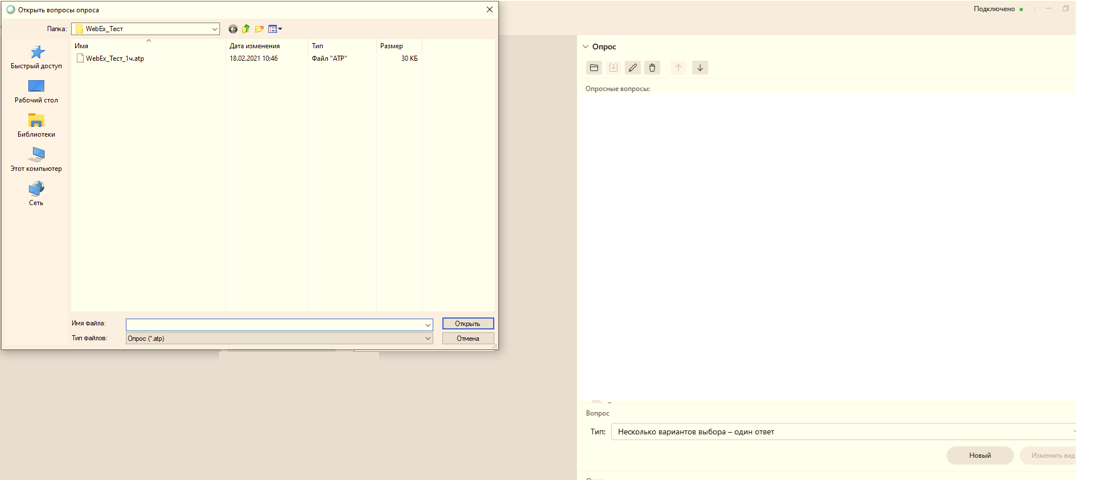 Открыть вопросы опроса
Подключено
Папка: WebEx_Тест
Имя Дата изменения Тип Размер
WebEx_Тест_1ч.atp 18.02.2021 10:46 Файл "ATP" 30 КБ
Быстрый доступ
Рабочий стол
Библиотеки
Этот компьютер
Сеть
Имя файла: Открыть
Тип файлов: Опрос (*.atp) Отмена
Опрос
Опросные вопросы:
Вопрос
Тип: Несколько вариантов выбора – один ответ
Новый Изменить вид